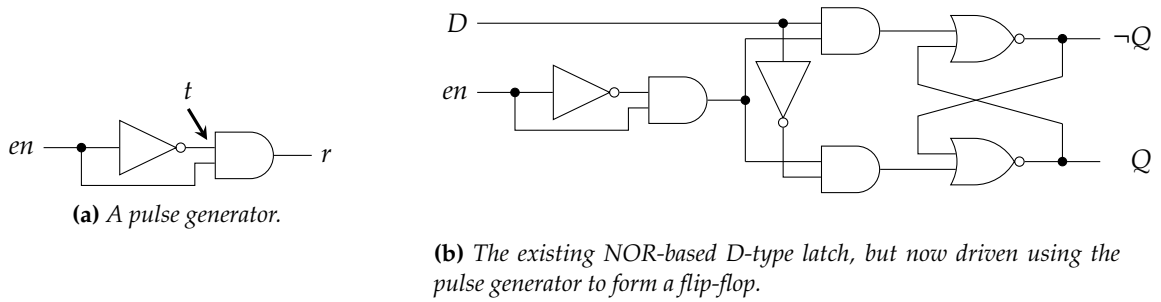 t
en
r
(a) A pulse generator.
D
en
¬Q
Q
(b) The existing NOR-based D-type latch, but now driven using the
pulse generator to form a flip-flop.